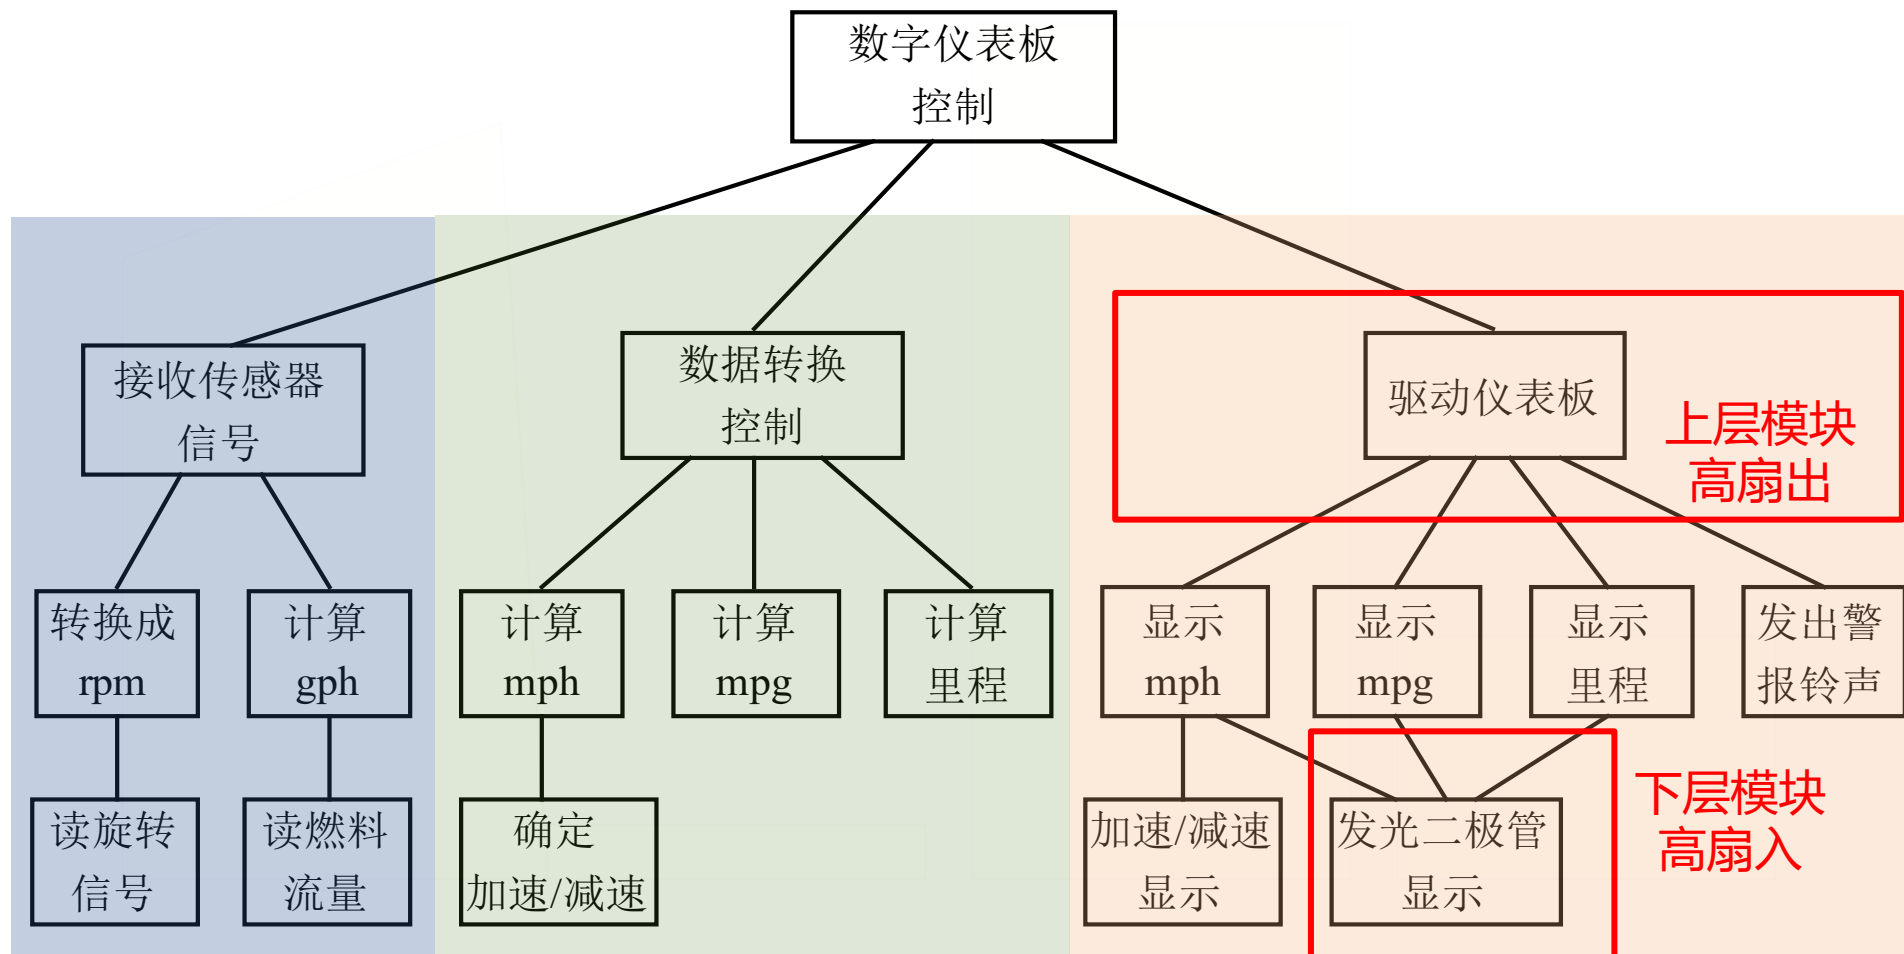 数字仪表板
控制
接收传感器
信号
数据转换
控制
驱动仪表板
上层模块
高扇出
转换成
rpm
计算
gph
计算
mph
计算
mpg
计算
里程
显示
mph
显示
mpg
显示
里程
发出警
报铃声
读旋转
信号
读燃料
流量
确定
加速/减速
加速/减速
显示
发光二极管
显示
下层模块
高扇入